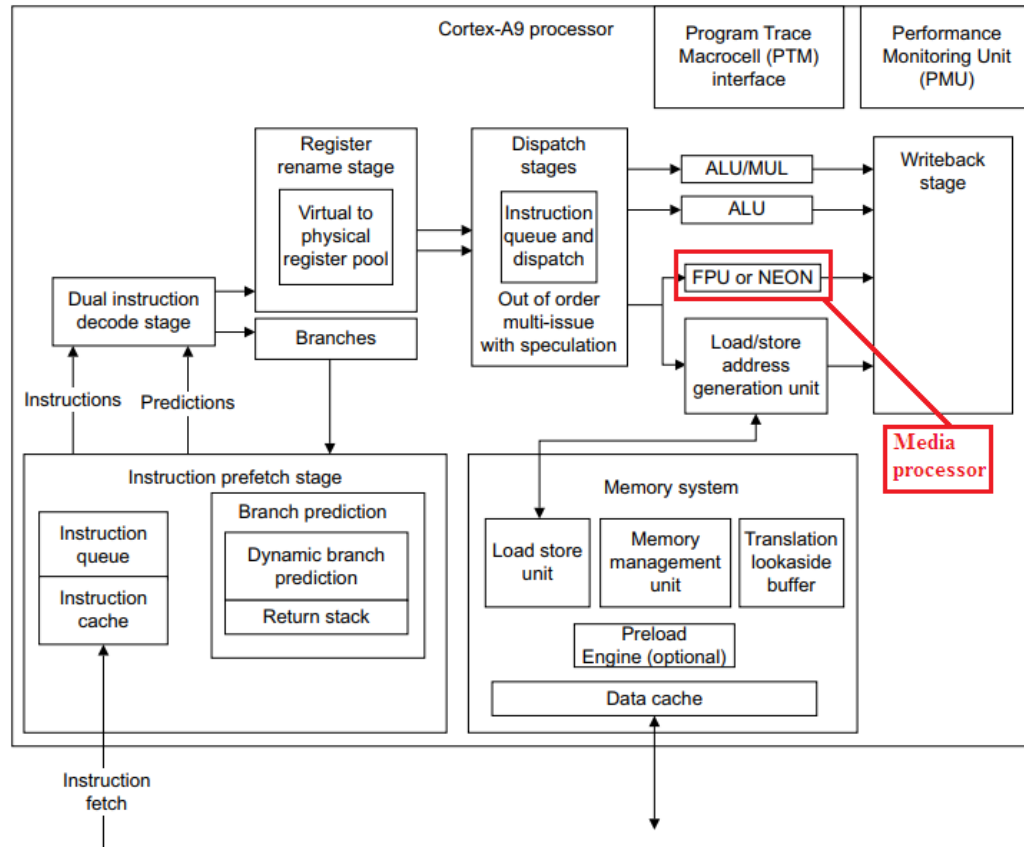 Cortex-A9 processor
Program Trace
Macrocell (PTM)
interface
Performance
Monitoring Unit
(PMU)
Register
rename stage
Virtual to
physical
register pool
Dispatch
stages
Instruction
queue and
dispatch
Out of order
multi-issue
with speculation
ALU/MUL
ALU
FPU or NEON
Load/store
address
generation unit
Writeback
stage
Media
processor
Dual instruction
decode stage
Branches
Instructions
Predictions
Instruction prefetch stage
Instruction
queue
Instruction
cache
Branch prediction
Dynamic branch
prediction
Return stack
Memory system
Load store
unit
Memory
management
unit
Translation
lookaside
buffer
Preload
Engine (optional)
Data cache
Instruction
fetch